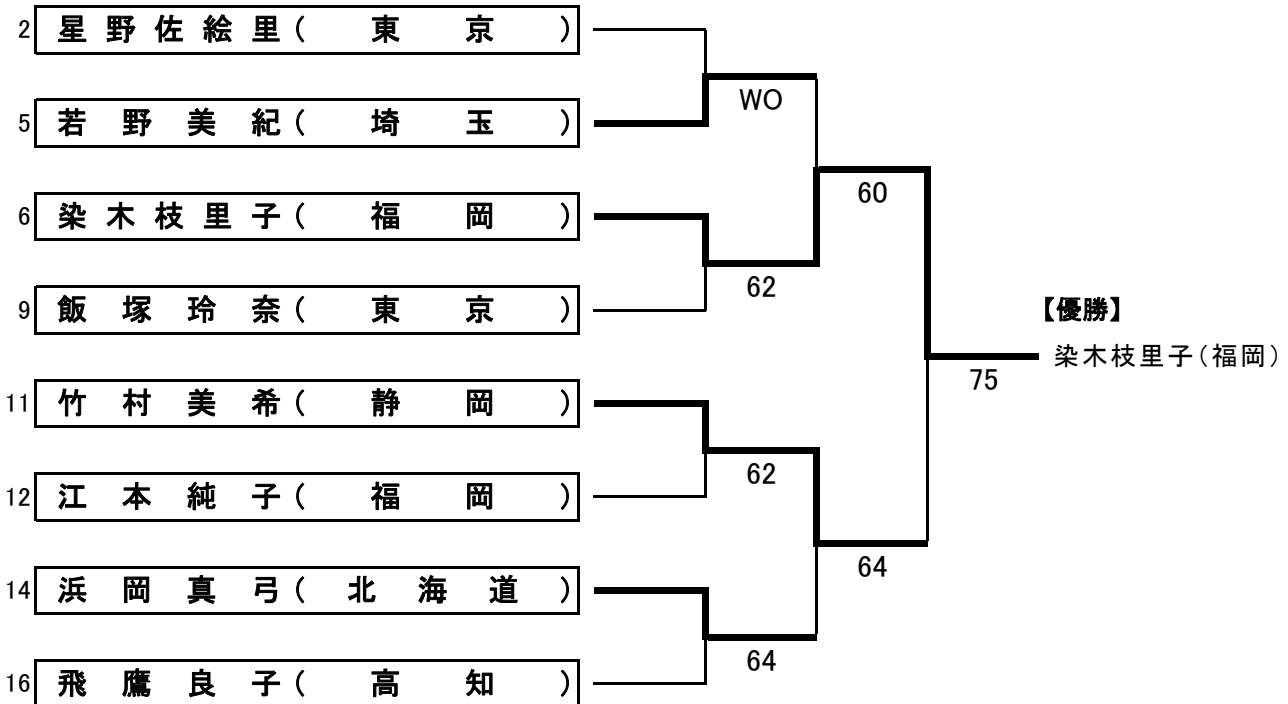 2 星野佐絵里(東京)
WO
5 若野美紀(埼玉)
60
6 染木枝里子(福岡)
62
9 飯塚玲奈(東京)
【優勝】
染木枝里子(福岡)
75
11 竹村美希(静岡)
62
12 江本純子(福岡)
64
14 浜岡真弓(北海道)
64
16 飛鷹良子(高知)